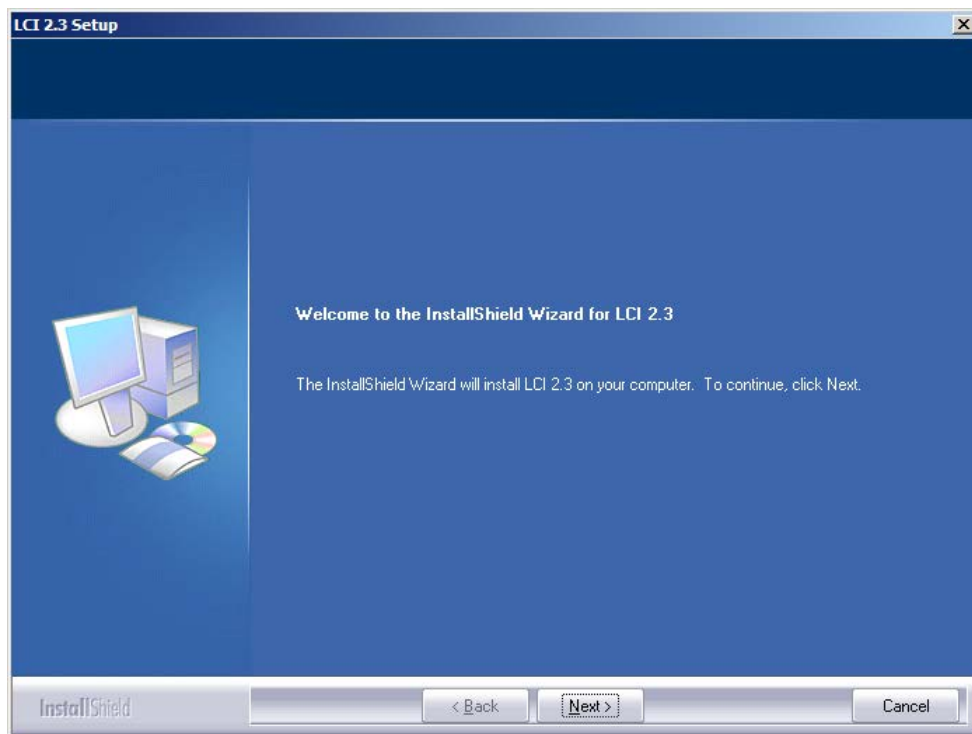 LCI 2.3 Setup
Welcome to the InstallShield Wizard for LCI 2.3
The InstallShield Wizard will install LCI 2.3 on your computer. To continue, click Next.
InstallShield
< Back
Next >
Cancel